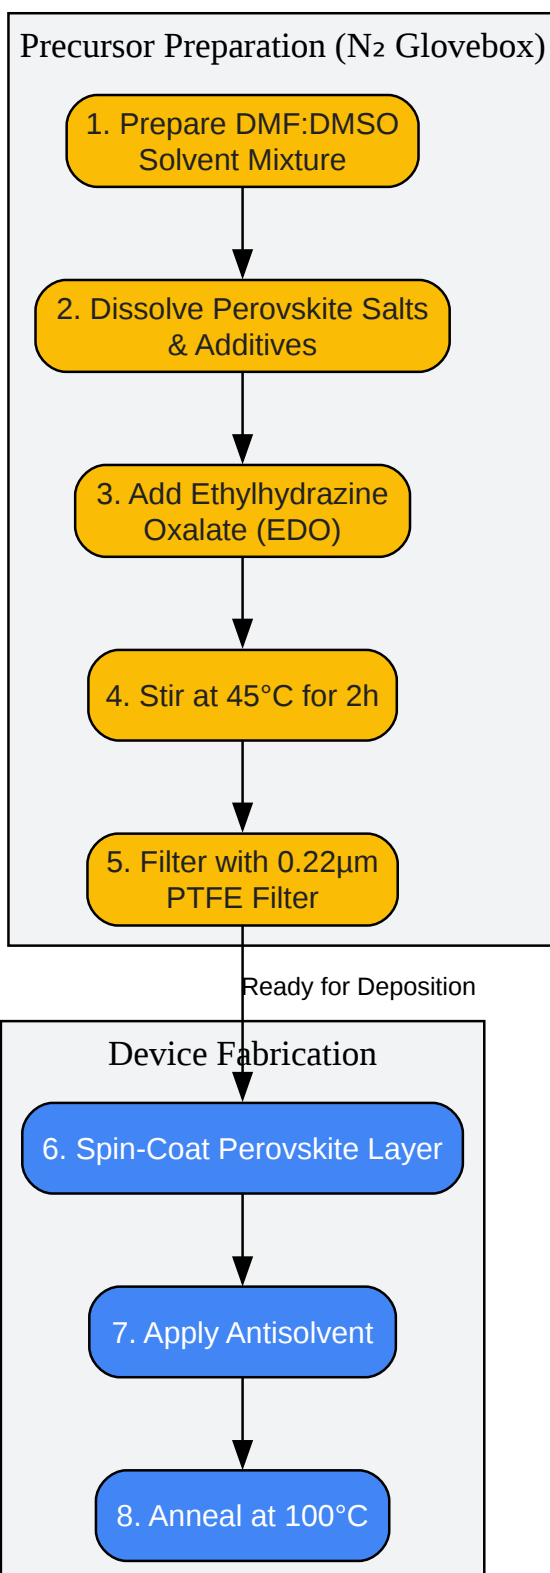 Precursor Preparation (N₂ Glovebox)
1. Prepare DMF:DMSO
Solvent Mixture
2. Dissolve Perovskite Salts
& Additives
3. Add Ethylhydrazine
Oxalate (EDO)
4. Stir at 45°C for 2h
5. Filter with 0.22µm
PTFE Filter
Ready for Deposition
Device Fabrication
6. Spin-Coat Perovskite Layer
7. Apply Antisolvent
8. Anneal at 100°C